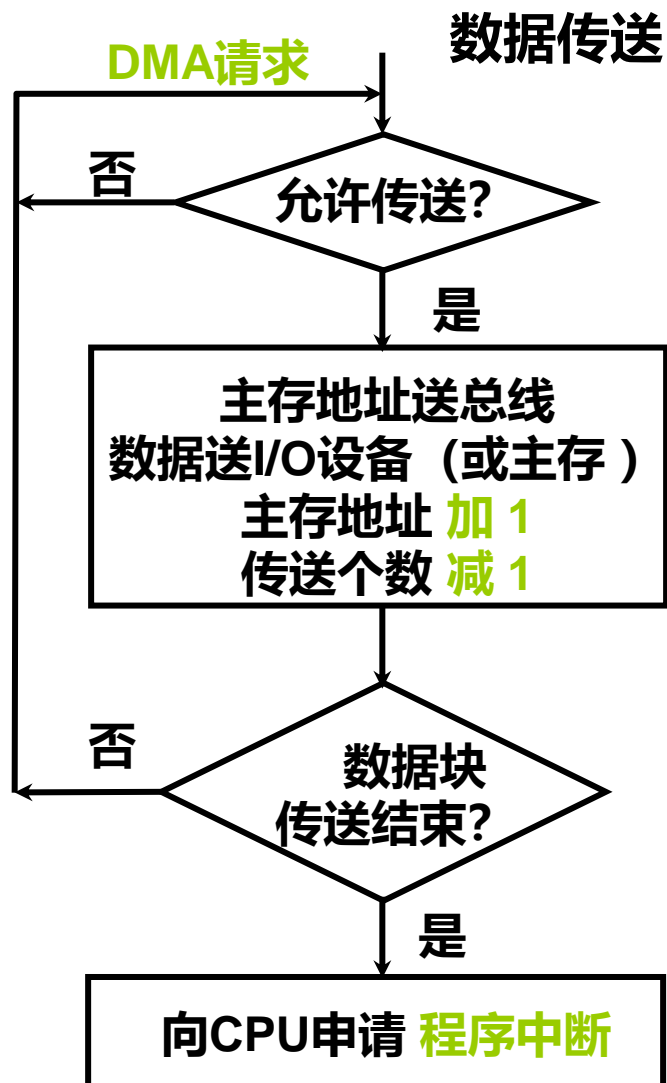 数据传送
DMA请求
否
允许传送?
是
主存地址送总线
数据送I/O设备（或主存 ）
主存地址 加 1
传送个数 减 1
否
数据块
传送结束?
是
向CPU申请 程序中断